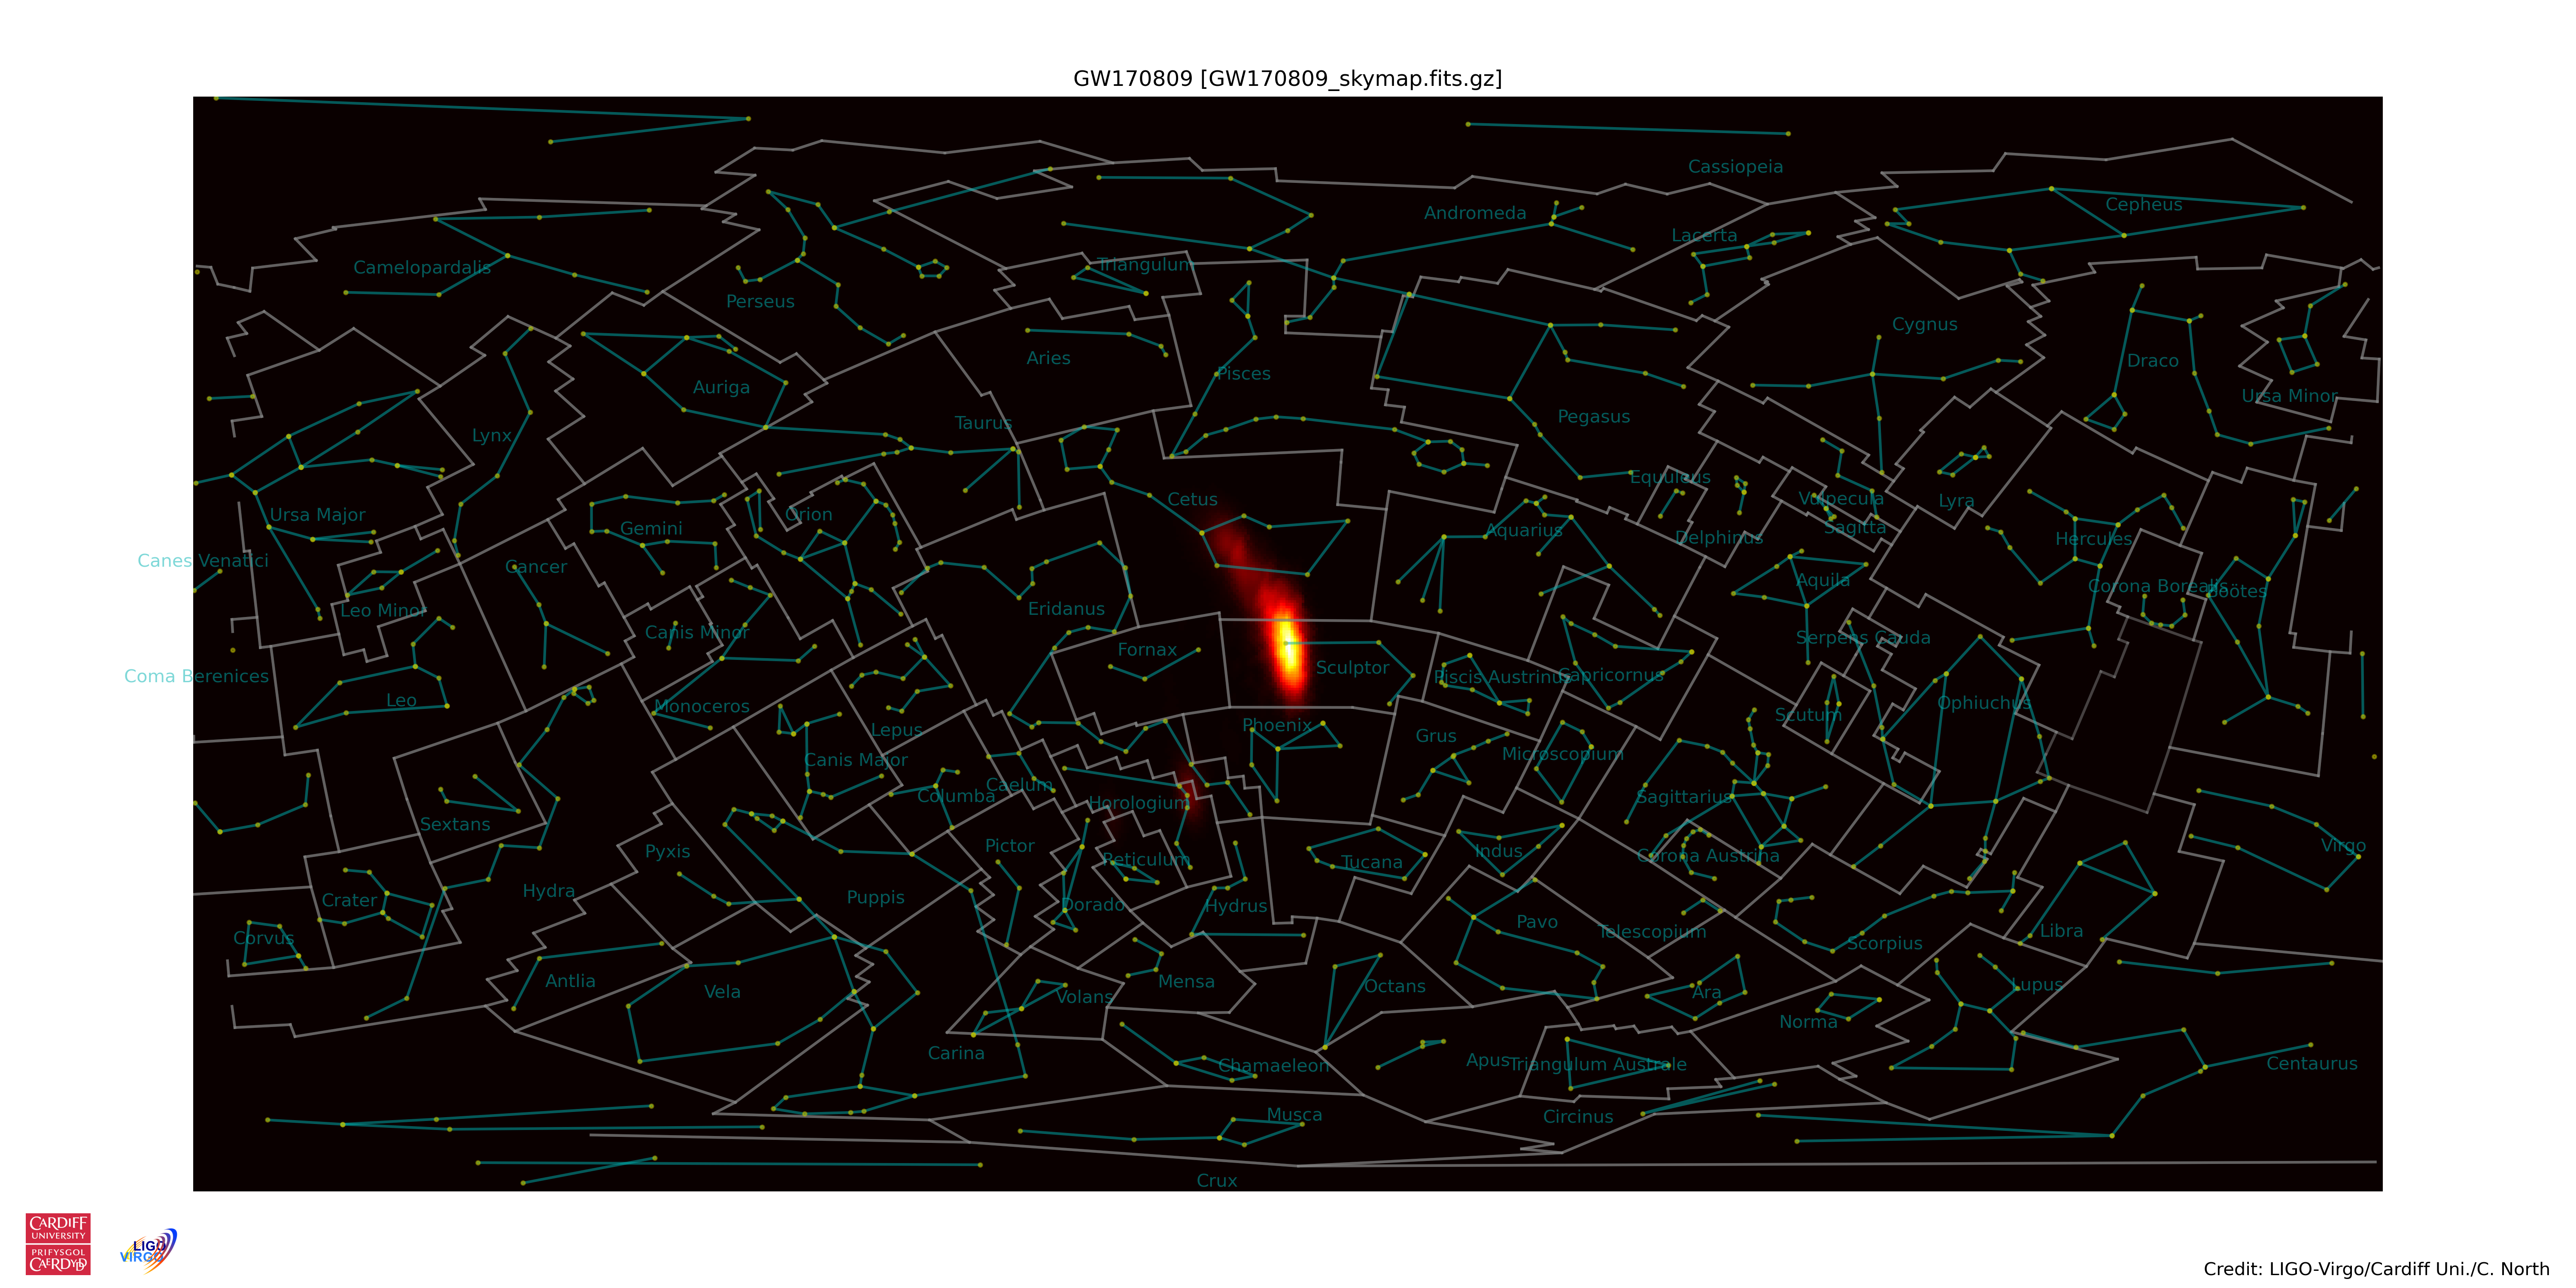 GW170809 [GW170809_skymap.fits.gz]
Cassiopeia
Cepheus
Andromeda
Lacerta
Camelopardalis
Triangulum
Perseus
Cygnus
Aries
Draco
Pisces
Auriga
Ursa Minor
Pegasus
Taurus
Lynx
Equuleus
Cetus
Vulpecula
Lyra
Ursa Major
Orion
Gemini
Aquarius
Sagitta
Delphinus
Hercules
Canes Venatici
Cancer
Aquila
Corona Borealis
Boötes
Leo Minor
Eridanus
Canis Minor
Serpens Cauda
Fornax
Sculptor
Coma Berenices
Piscis Austrinus
Capricornus
Leo
Monoceros
Ophiuchus
Scutum
Phoenix
Lepus
Grus
Microscopium
Canis Major
Caelum
Columba
Sagittarius
Horologium
Sextans
Pictor
Virgo
Pyxis
Indus
Corona Austrina
Reticulum
Tucana
Hydra
Puppis
Crater
Dorado
Hydrus
Pavo
Telescopium
Libra
Corvus
Scorpius
Antlia
Mensa
Octans
Lupus
Vela
Ara
Volans
Norma
Carina
Apus
Triangulum Australe
Centaurus
Chamaeleon
Musca
Circinus
Crux
CARDIFF
UNIVERSITY
PRIFYSGOL
CAERDYDD
LIGO
VIRGO
Credit: LIGO-Virgo/Cardiff Uni./C. North